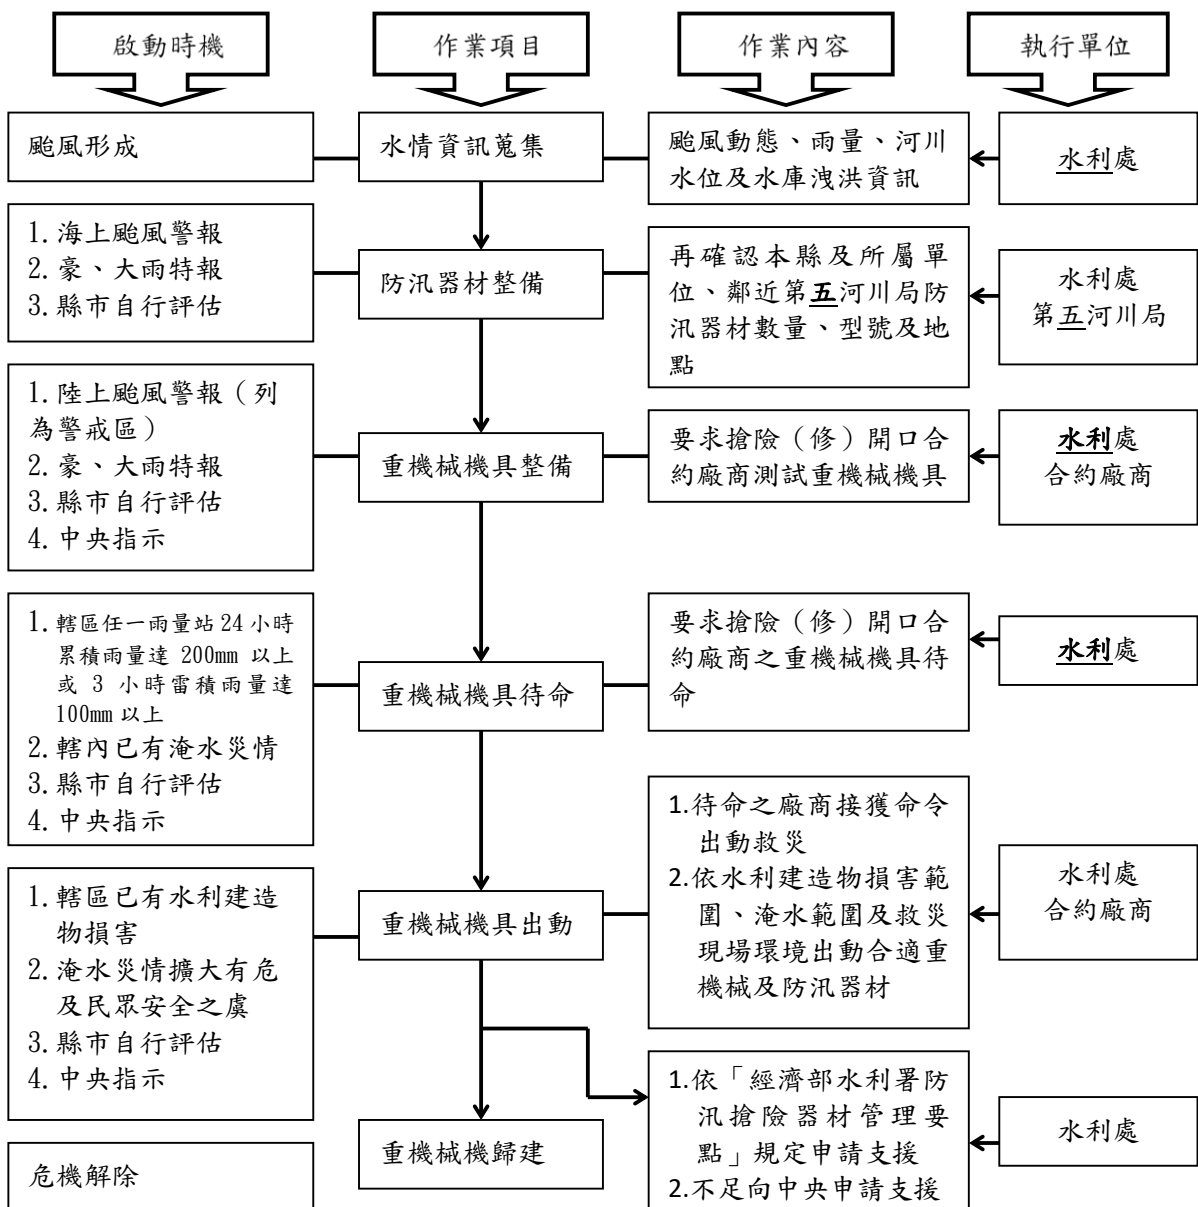 啟動時機
作業項目
作業內容
執行單位
颱風形成
水情資訊蒐集
颱風動態、雨量、河川
水位及水庫洩洪資訊
水利處
1. 海上颱風警報
2. 豪、大雨特報
3. 縣市自行評估
防汛器材整備
再確認本縣及所屬單
位、鄰近第五河川局防
汛器材數量、型號及地
點
水利處
第五河川局
1. 陸上颱風警報（列
為警戒區）
2. 豪、大雨特報
3. 縣市自行評估
4. 中央指示
重機械機具整備
要求搶險（修）開口合
約廠商測試重機械機具
水利處
合約廠商
1. 轄區任一雨量站 24 小時
累積雨量達 200mm 以上
或 3 小時雷積雨量達
100mm 以上
2. 轄內已有淹水災情
3. 縣市自行評估
4. 中央指示
重機械機具待命
要求搶險（修）開口合
約廠商之重機械機具待
命
水利處
1. 轄區已有水利建造
物損害
2. 淹水災情擴大有危
及民眾安全之虞
3. 縣市自行評估
4. 中央指示
重機械機具出動
1.待命之廠商接獲命令
出動救災
2.依水利建造物損害範
圍、淹水範圍及救災
現場環境出動合適重
機械及防汛器材
水利處
合約廠商
危機解除
重機械機歸建
1.依「經濟部水利署防
汛搶險器材管理要
點」規定申請支援
2.不足向中央申請支援
水利處